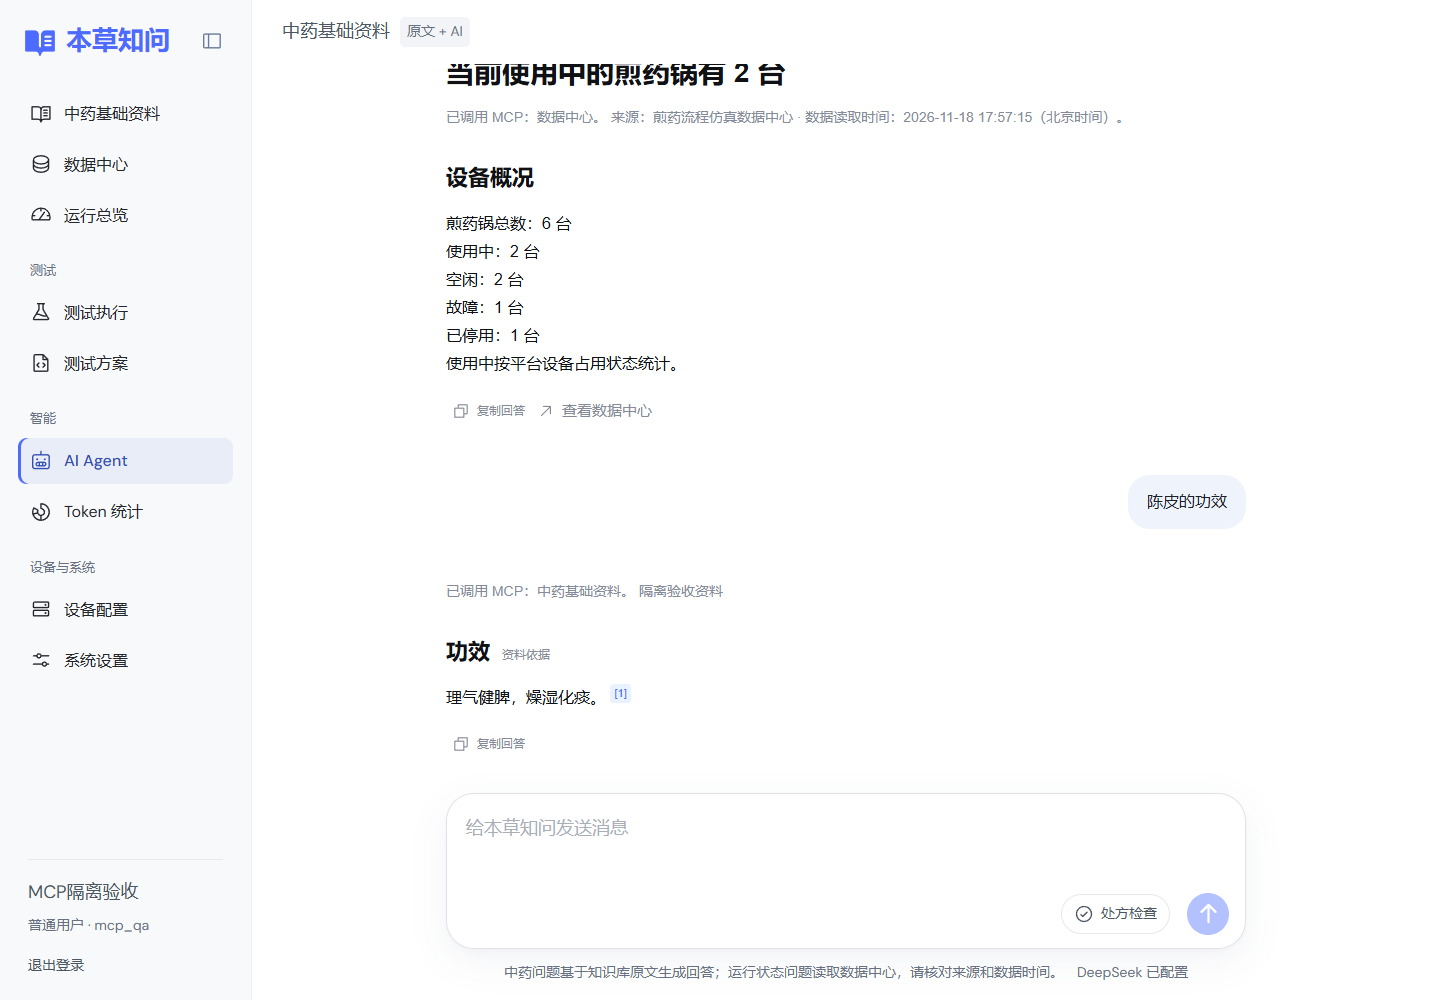 本草知问
中药基础资料
数据中心
运行总览
测试
测试执行
测试方案
智能
AI Agent
Token 统计
设备与系统
设备配置
系统设置
MCP隔离验收
普通用户 · mcp_qa
退出登录
中药基础资料 原文 + AI
当前使用中的煎药锅有 2 台
已调用 MCP：数据中心。 来源：煎药流程仿真数据中心 · 数据读取时间：2026-11-18 17:57:15（北京时间）。
设备概况
煎药锅总数：6 台
使用中：2 台
空闲：2 台
故障：1 台
已停用：1 台
使用中按平台设备占用状态统计。
复制回答 查看数据中心
陈皮的功效
已调用 MCP：中药基础资料。 隔离验收资料
功效 资料依据
理气健脾，燥湿化痰。 [1]
复制回答
给本草知问发送消息
处方检查
中药问题基于知识库原文生成回答；运行状态问题读取数据中心，请核对来源和数据时间。 DeepSeek 已配置